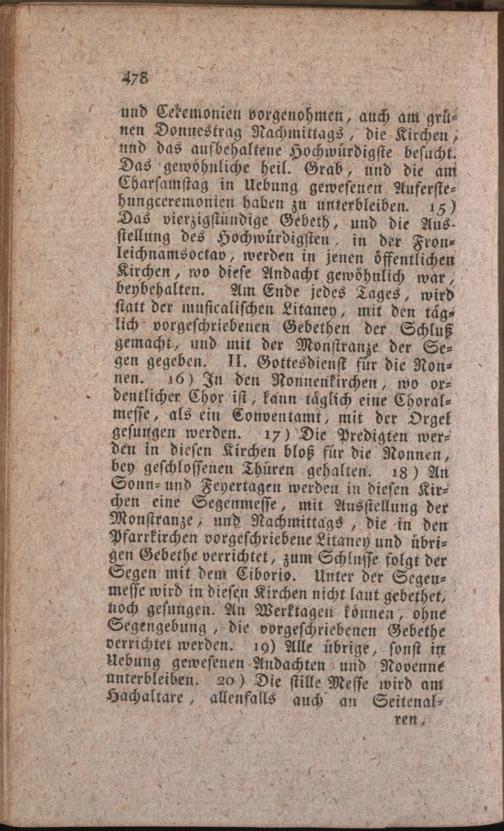 478
und Ceremonien vorgenohmen, auch am grü-
nen Donnestrag Nachmittags, die Kirchen,
und das aufbehaltene Hochwürdigste besucht.
Das gewöhnliche heil. Grab, und die am
Charsamstag in Uebung gewesenen Auferste-
hungceremonien haben zu unterbleiben. 15)
Das vierzigstündige Gebeth, und die Aus-
stellung des Hochwürdigsten in der Fron-
leichnamsoctav, werden in jenen öffentlichen
Kirchen, wo diese Andacht gewöhnlich war,
beybehalten. Am Ende jedes Tages, wird
statt der musicalischen Litaney, mit den täg-
lich vorgeschriebenen Gebethen der Schluß
gemacht, und mit der Monstranze der Se-
gen gegeben. II. Gottesdienst für die Non-
nen. 16) In den Nonnenkirchen, wo or-
dentlicher Chor ist, kann täglich eine Choral-
messe, als ein Conventamt, mit der Orgel
gesungen werden. 17) Die Predigten wer-
den in diesen Kirchen bloß für die Nonnen,
bey geschlossenen Thüren gehalten. 18) An
Sonn- und Feyertagen werden in diesen Kir-
chen eine Segenmesse, mit Ausstellung der
Monstranze, und Nachmittags, die in den
Pfarrkirchen vorgeschriebene Litaney und übri-
gen Gebethe verrichtet, zum Schlusse folgt der
Segen mit dem Ciborio. Unter der Segen-
messe wird in diesen Kirchen nicht laut gebethet,
noch gesungen. An Werktagen können, ohne
Segengebung, die vorgeschriebenen Gebethe
verrichtet werden. 19) Alle übrige, sonst in
Uebung gewesenen Andachten und Novenne
unterbleiben. 20) Die stille Messe wird am
Hachaltare, allenfalls auch an Seitenal-
ren,